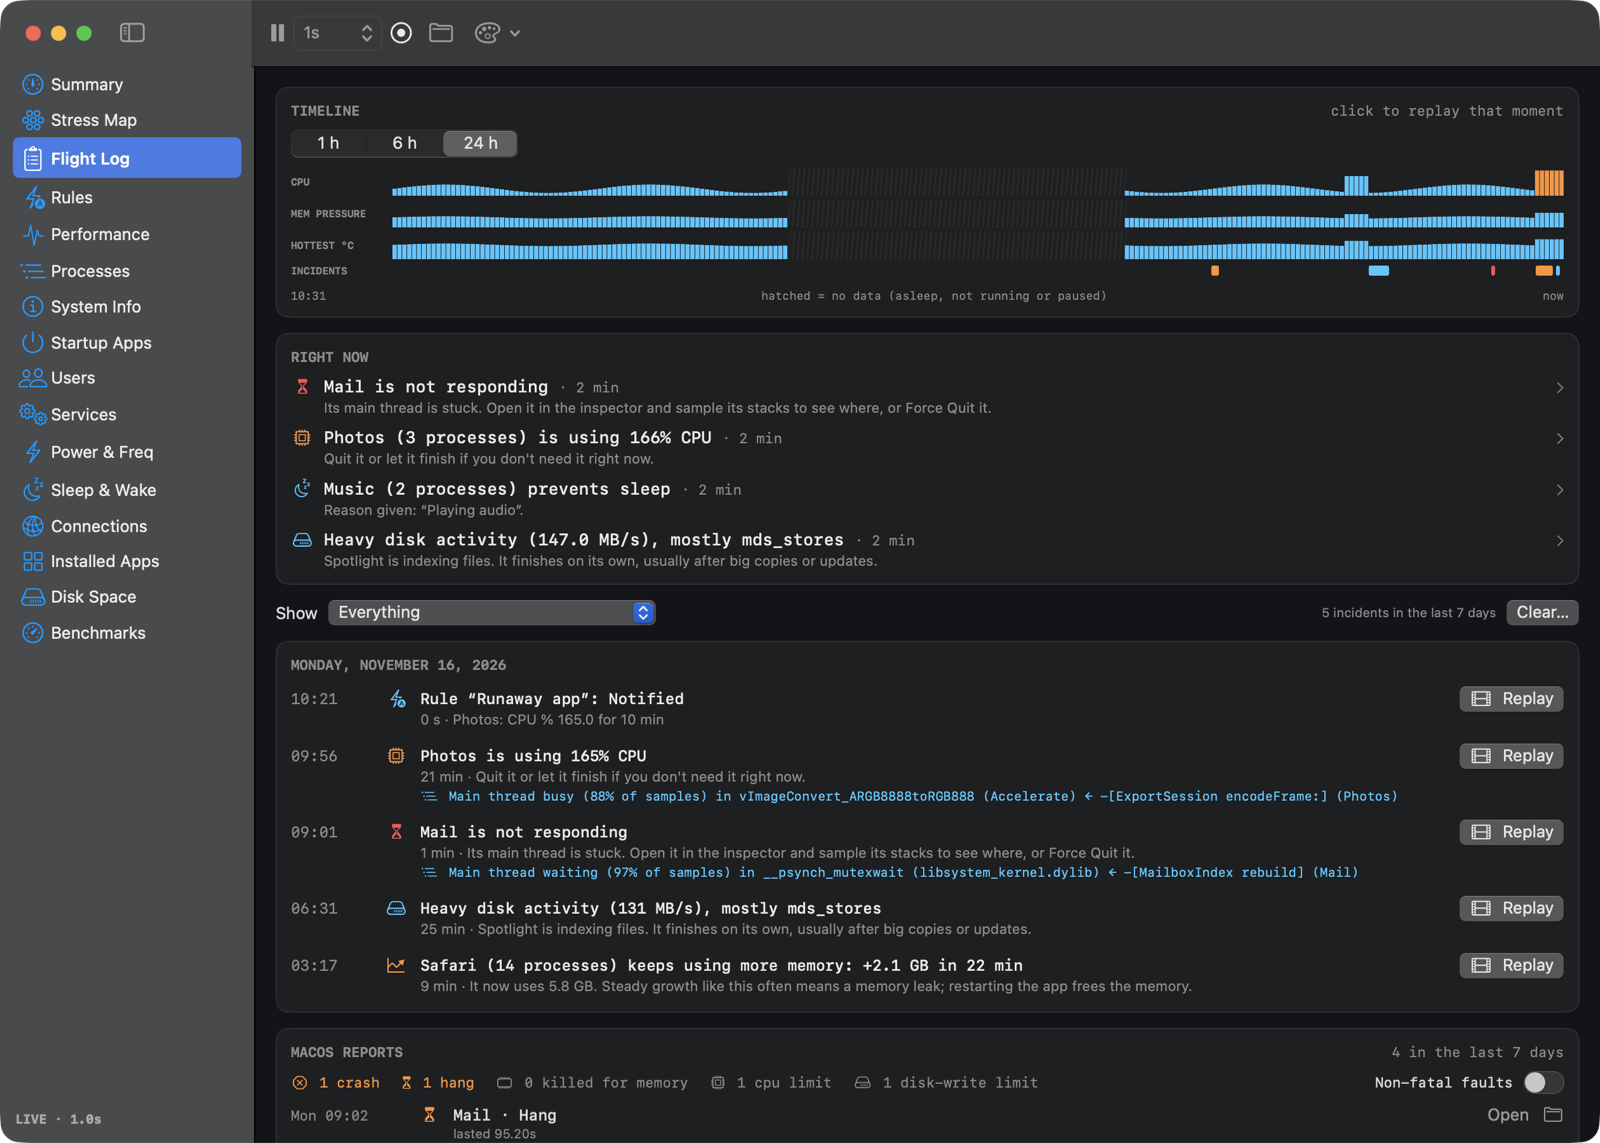 1s
Summary
Stress Map
Flight Log
Rules
Performance
Processes
System Info
Startup Apps
Users
Services
Power & Freq
Sleep & Wake
Connections
Installed Apps
Disk Space
Benchmarks
LIVE · 1.0s
TIMELINE
click to replay that moment
1 h 6 h 24 h
CPU
MEM PRESSURE
HOTTEST °C
INCIDENTS
10:31 hatched = no data (asleep, not running or paused) now
RIGHT NOW
Mail is not responding · 2 min
Its main thread is stuck. Open it in the inspector and sample its stacks to see where, or Force Quit it.
Photos (3 processes) is using 166% CPU · 2 min
Quit it or let it finish if you don't need it right now.
Music (2 processes) prevents sleep · 2 min
Reason given: “Playing audio”.
Heavy disk activity (147.0 MB/s), mostly mds_stores · 2 min
Spotlight is indexing files. It finishes on its own, usually after big copies or updates.
Show Everything 5 incidents in the last 7 days Clear...
MONDAY, NOVEMBER 16, 2026
10:21 Rule “Runaway app”: Notified Replay
0 s · Photos: CPU % 165.0 for 10 min
09:56 Photos is using 165% CPU Replay
21 min · Quit it or let it finish if you don't need it right now.
Main thread busy (88% of samples) in vImageConvert_ARGB8888toRGB888 (Accelerate) ← -[ExportSession encodeFrame:] (Photos)
09:01 Mail is not responding Replay
1 min · Its main thread is stuck. Open it in the inspector and sample its stacks to see where, or Force Quit it.
Main thread waiting (97% of samples) in __psynch_mutexwait (libsystem_kernel.dylib) ← -[MailboxIndex rebuild] (Mail)
06:31 Heavy disk activity (131 MB/s), mostly mds_stores Replay
25 min · Spotlight is indexing files. It finishes on its own, usually after big copies or updates.
03:17 Safari (14 processes) keeps using more memory: +2.1 GB in 22 min Replay
9 min · It now uses 5.8 GB. Steady growth like this often means a memory leak; restarting the app frees the memory.
MACOS REPORTS 4 in the last 7 days
1 crash 1 hang 0 killed for memory 1 cpu limit 1 disk-write limit Non-fatal faults
Mon 09:02 Mail · Hang Open
lasted 95.20s